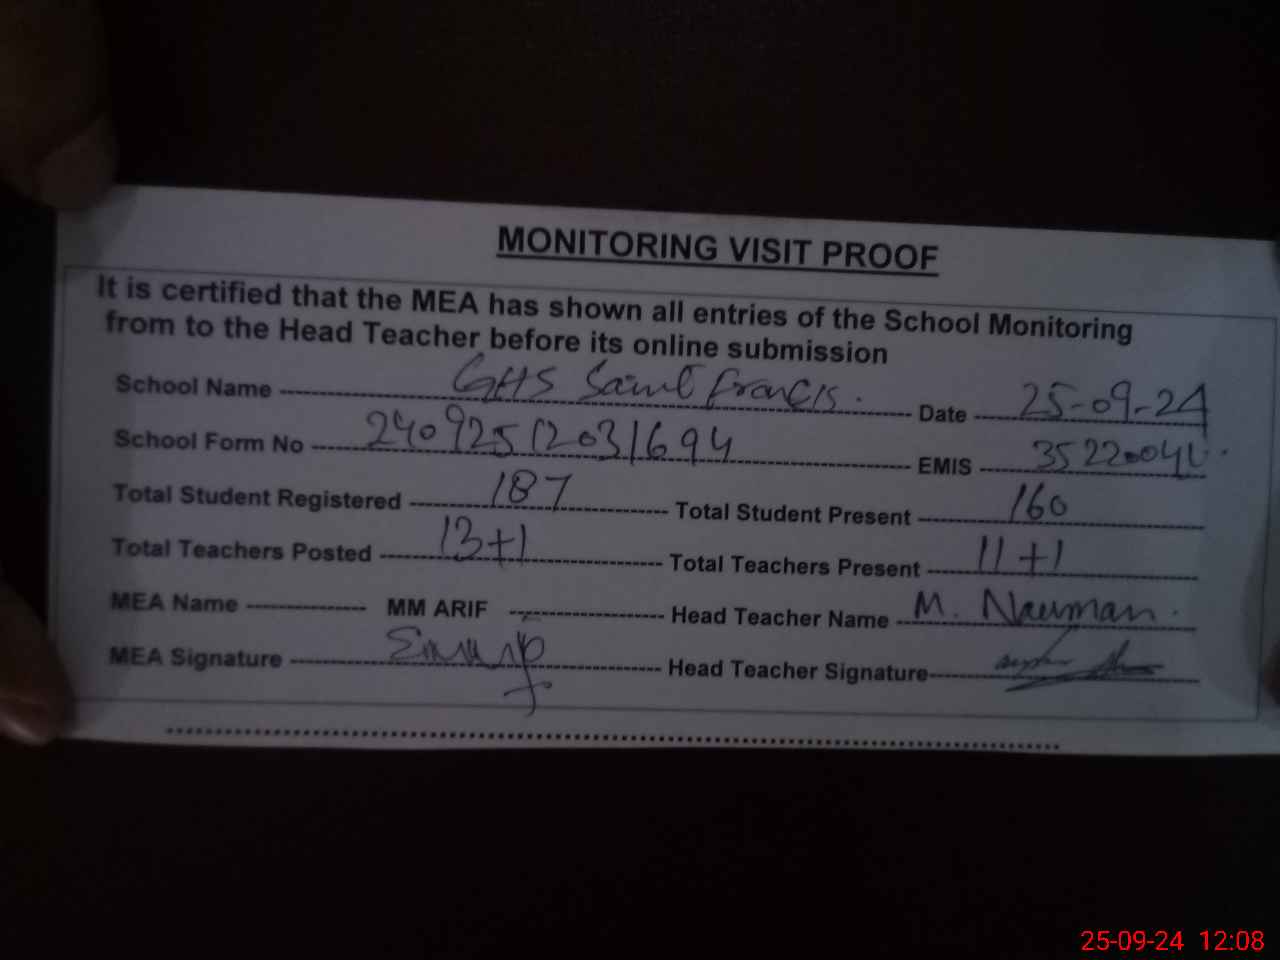 MONITORING VISIT PROOF
It is certified that the MEA has shown all entries of the School Monitoring
from to the Head Teacher before its online submission
School Name GHS Saint Francis. Date 25-09-24
School Form No 24092512031694 EMIS
Total Student Registered 187 Total Student Present 160
Total Teachers Posted 13+1 Total Teachers Present 11+1
MEA Name MM ARIF Head Teacher Name M. Nauman.
MEA Signature Head Teacher Signature
25-09-24 12:08